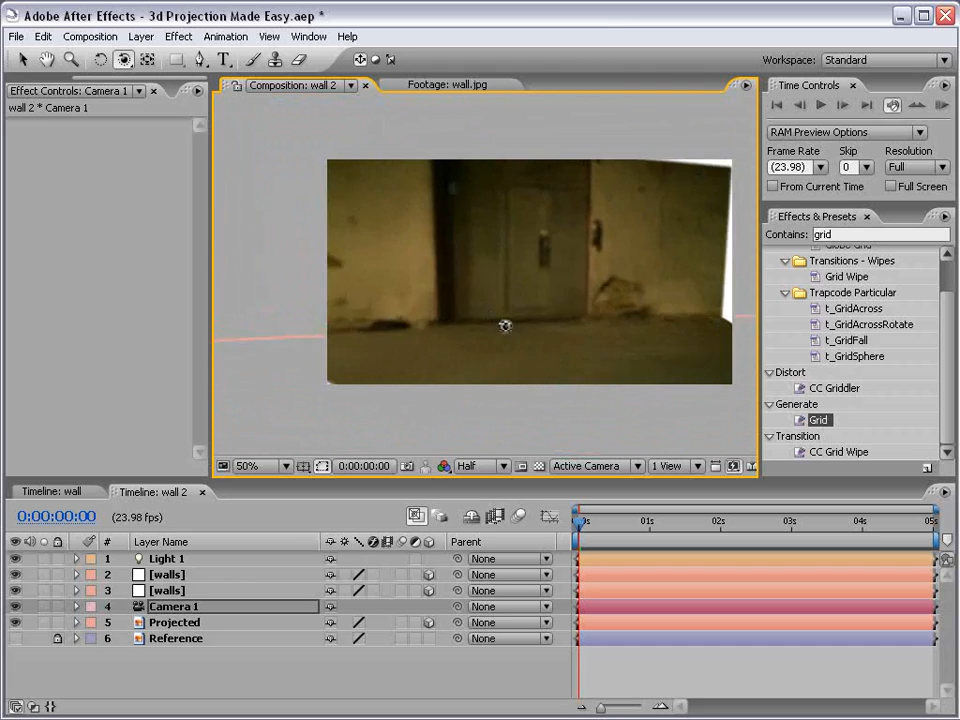 Adobe After Effects - 3d Projection Made Easy.aep *
File Edit Composition Layer Effect Animation View Window Help
Workspace: Standard
Effect Controls: Camera 1
wall 2 * Camera 1
Composition: wall 2
Footage: wall.jpg
Time Controls
RAM Preview Options
Frame Rate Skip Resolution
(23.98) 0 Full
From Current Time Full Screen
Effects & Presets
Contains: grid
Transitions - Wipes
Grid Wipe
Trapcode Particular
t_GridAcross
t_GridAcrossRotate
t_GridFall
t_GridSphere
Distort
CC Griddler
Generate
Grid
Transition
CC Grid Wipe
50% 0:00:00:00 Half Active Camera 1 View
Timeline: wall Timeline: wall 2
0:00:00:00 (23.98 fps)
01s 02s 03s 04s 05s
# Layer Name Parent
1 Light 1 None
2 [walls] None
3 [walls] None
4 Camera 1 None
5 Projected None
6 Reference None